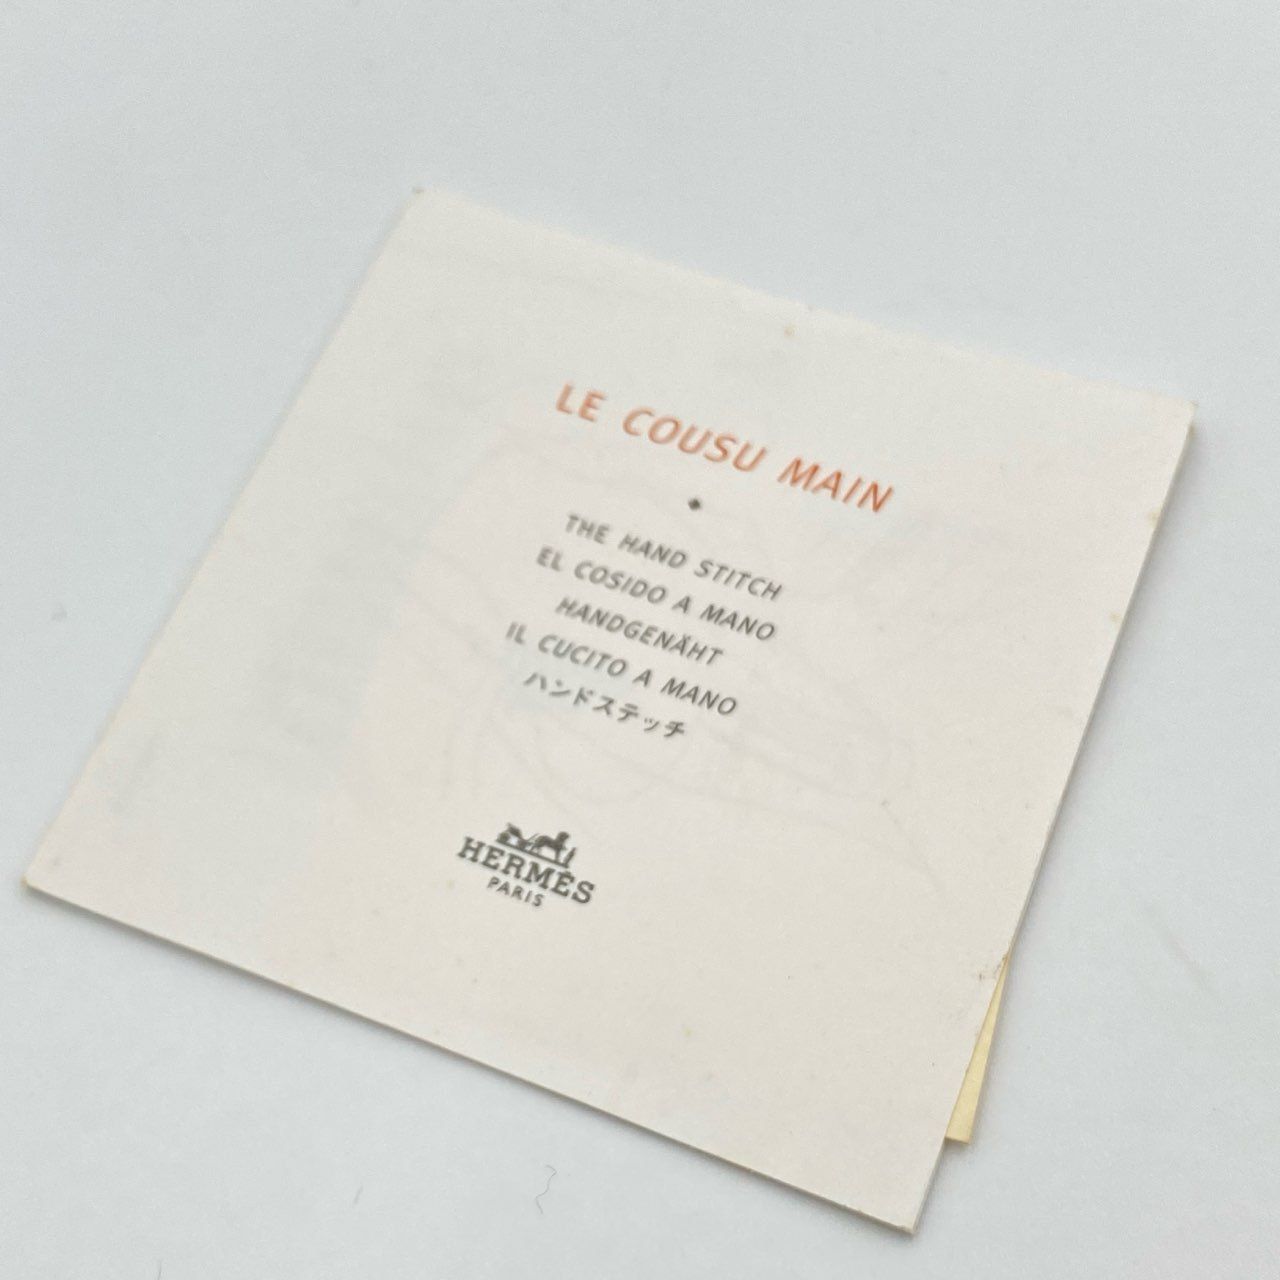 LE COUSU MAIN
THE HAND STITCH
EL COSIDO A MANO
HANDGENÄHT
IL CUCITO A MANO
ハンドステッチ
HERMÈS
PARIS